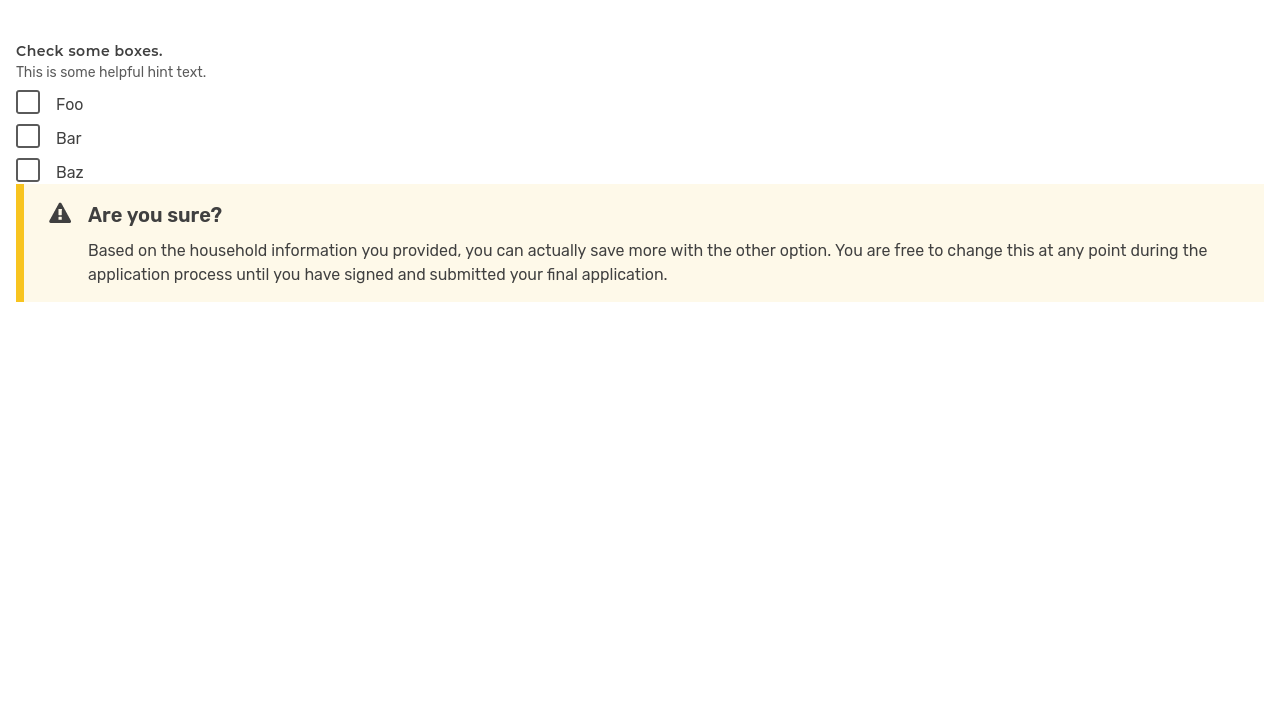 Check some boxes.
This is some helpful hint text.
Foo
Bar
Baz
Are you sure?
Based on the household information you provided, you can actually save more with the other option. You are free to change this at any point during the
application process until you have signed and submitted your final application.